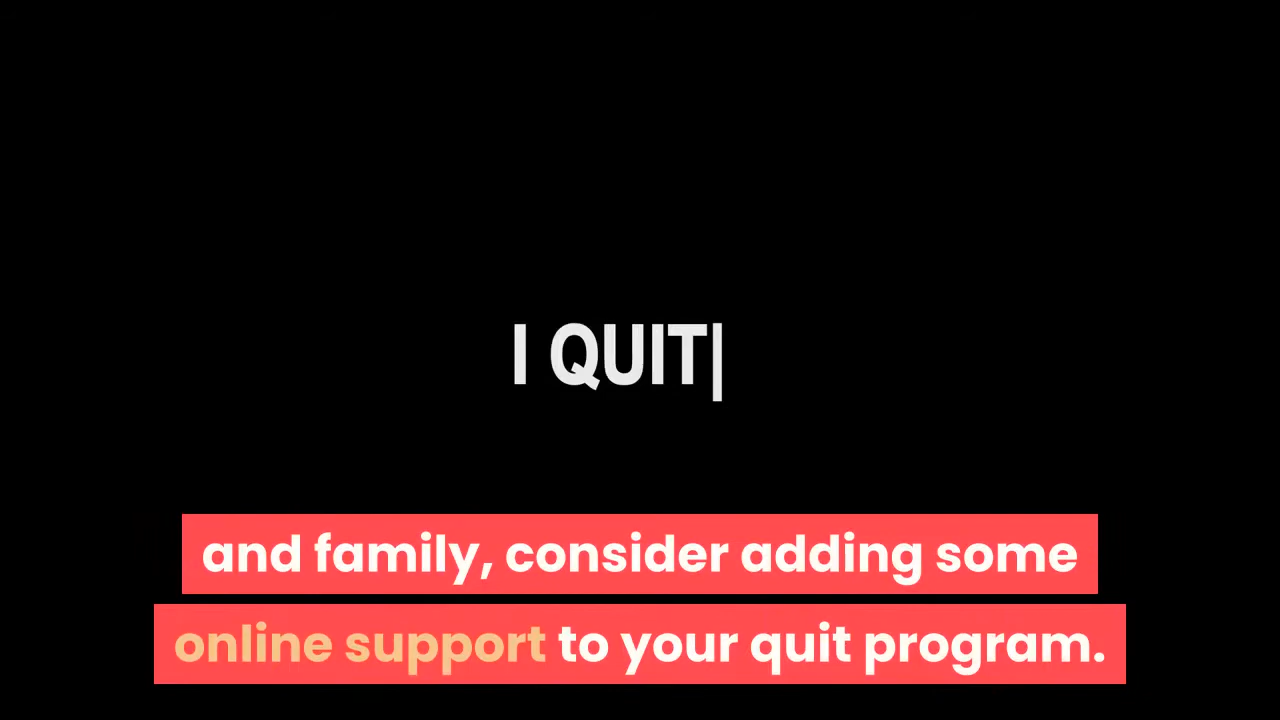 I QUIT|
and family, consider adding some
online support to your quit program.